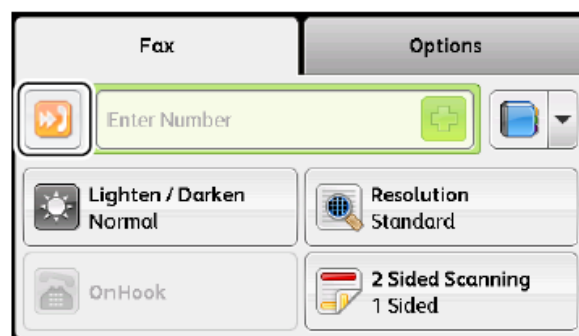 Fax
Options
Enter Number
Lighten / Darken
Normal
Resolution
Standard
OnHook
2 Sided Scanning
1 Sided